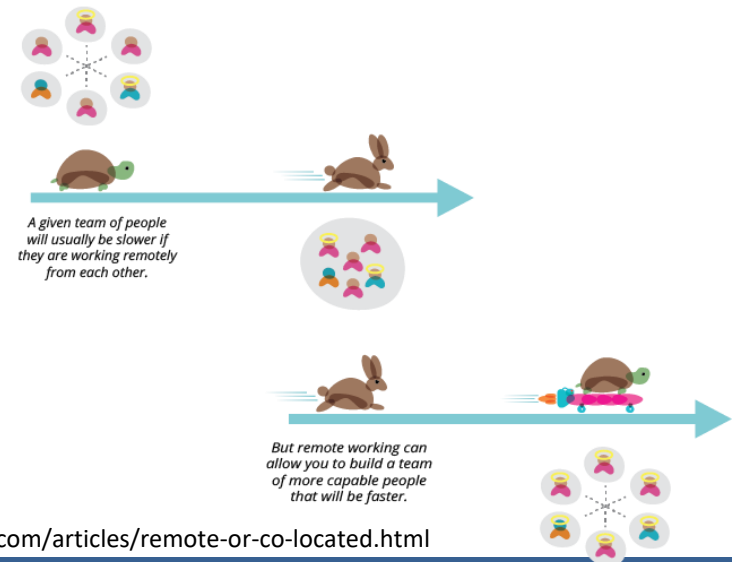 A given team of people
will usually be slower if
they are working remotely
from each other.
But remote working can
allow you to build a team
of more capable people
that will be faster.
com/articles/remote-or-co-located.html